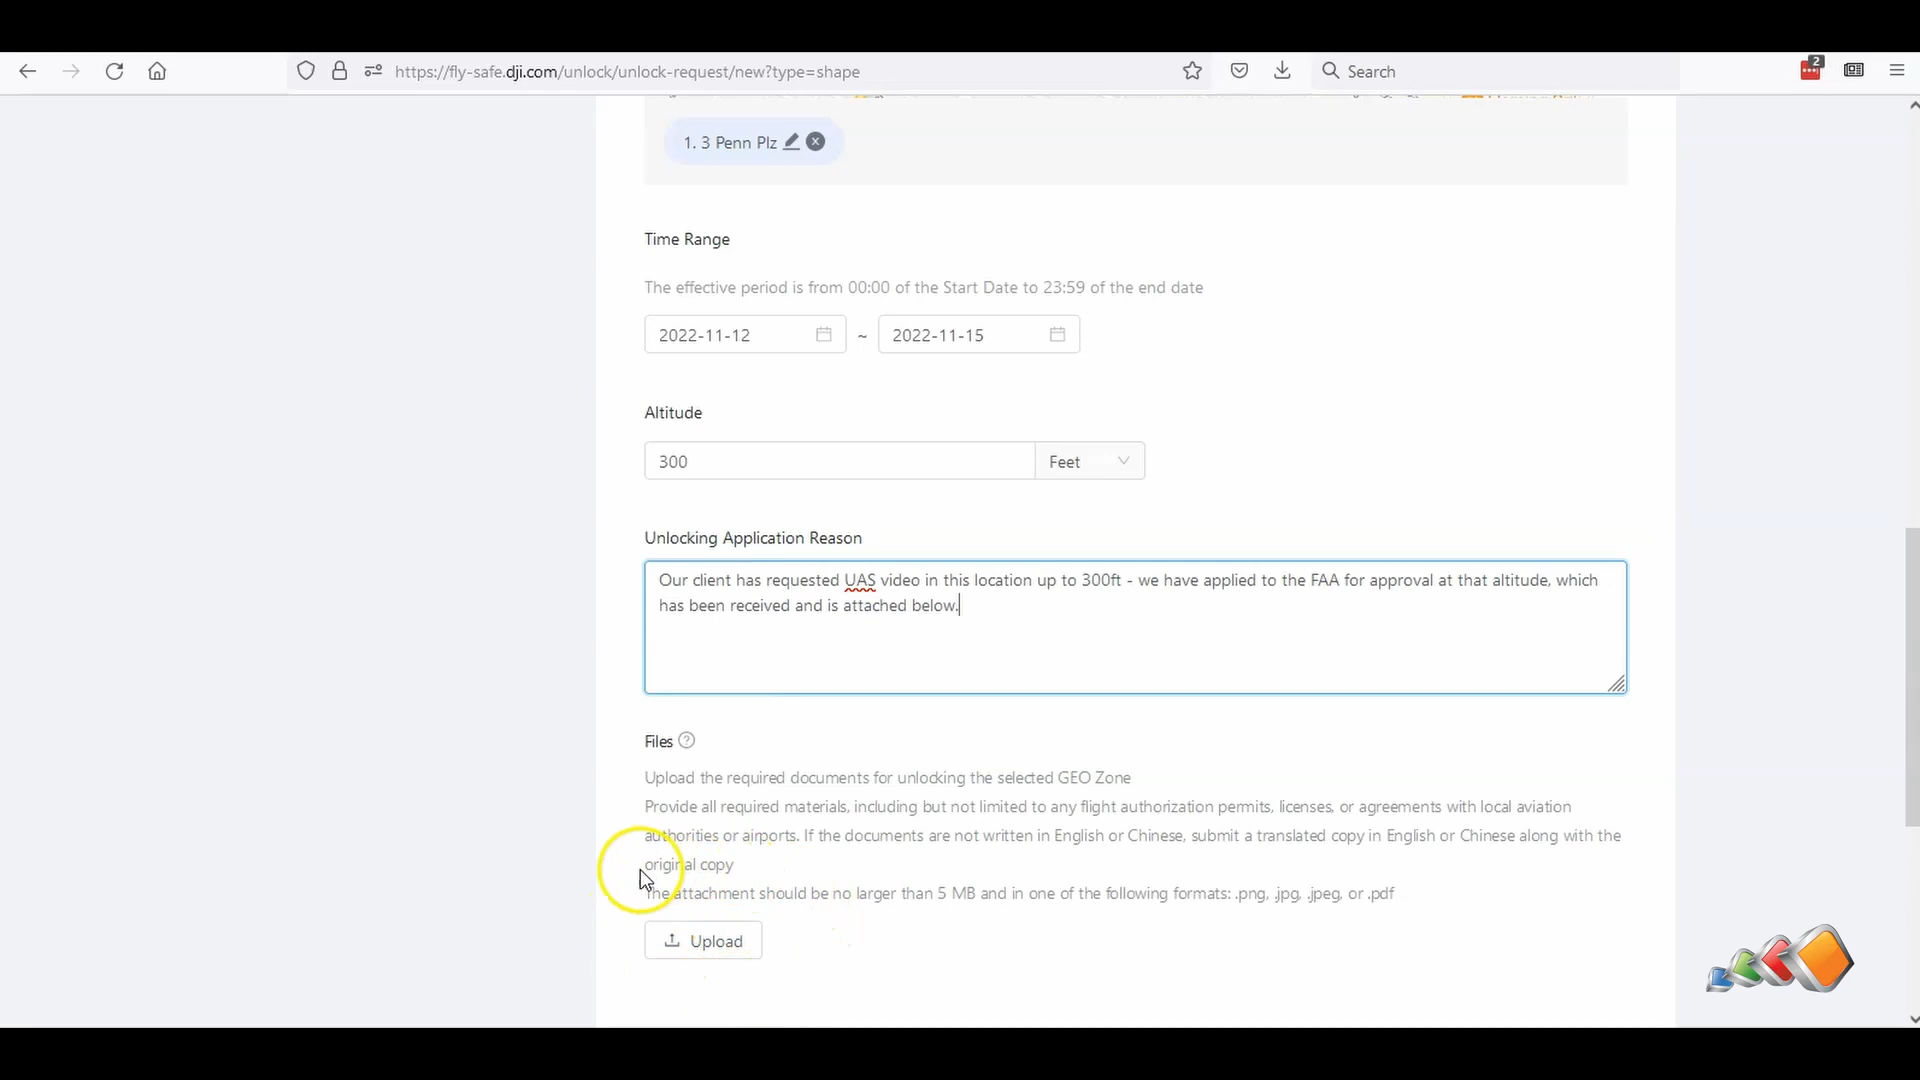 https://fly-safe.dji.com/unlock/unlock-request/new?type=shape
Search
2
1. 3 Penn Plz
Time Range
The effective period is from 00:00 of the Start Date to 23:59 of the end date
2022-11-12 ~ 2022-11-15
Altitude
300 Feet
Unlocking Application Reason
Our client has requested UAS video in this location up to 300ft - we have applied to the FAA for approval at that altitude, which
has been received and is attached below.
Files
Upload the required documents for unlocking the selected GEO Zone
Provide all required materials, including but not limited to any flight authorization permits, licenses, or agreements with local aviation
authorities or airports. If the documents are not written in English or Chinese, submit a translated copy in English or Chinese along with the
original copy
The attachment should be no larger than 5 MB and in one of the following formats: .png, .jpg, .jpeg, or .pdf
Upload